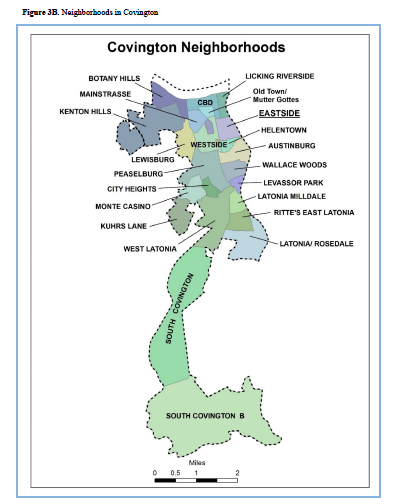 Figure 3B. Neighborhoods in Covington
Covington Neighborhoods
BOTANY HILLS
LICKING RIVERSIDE
MAINSTRASSE
Old Town/
Mutter Gottes
CBD
KENTON HILLS
EASTSIDE
HELENTOWN
WESTSIDE
AUSTINBURG
LEWISBURG
WALLACE WOODS
PEASELBURG
CITY HEIGHTS
LEVASSOR PARK
LATONIA MILLDALE
MONTE CASINO
RITTE'S EAST LATONIA
KUHRS LANE
LATONIA/ ROSEDALE
WEST LATONIA
SOUTH COVINGTON
SOUTH COVINGTON B
Miles
0 0.5 1 2